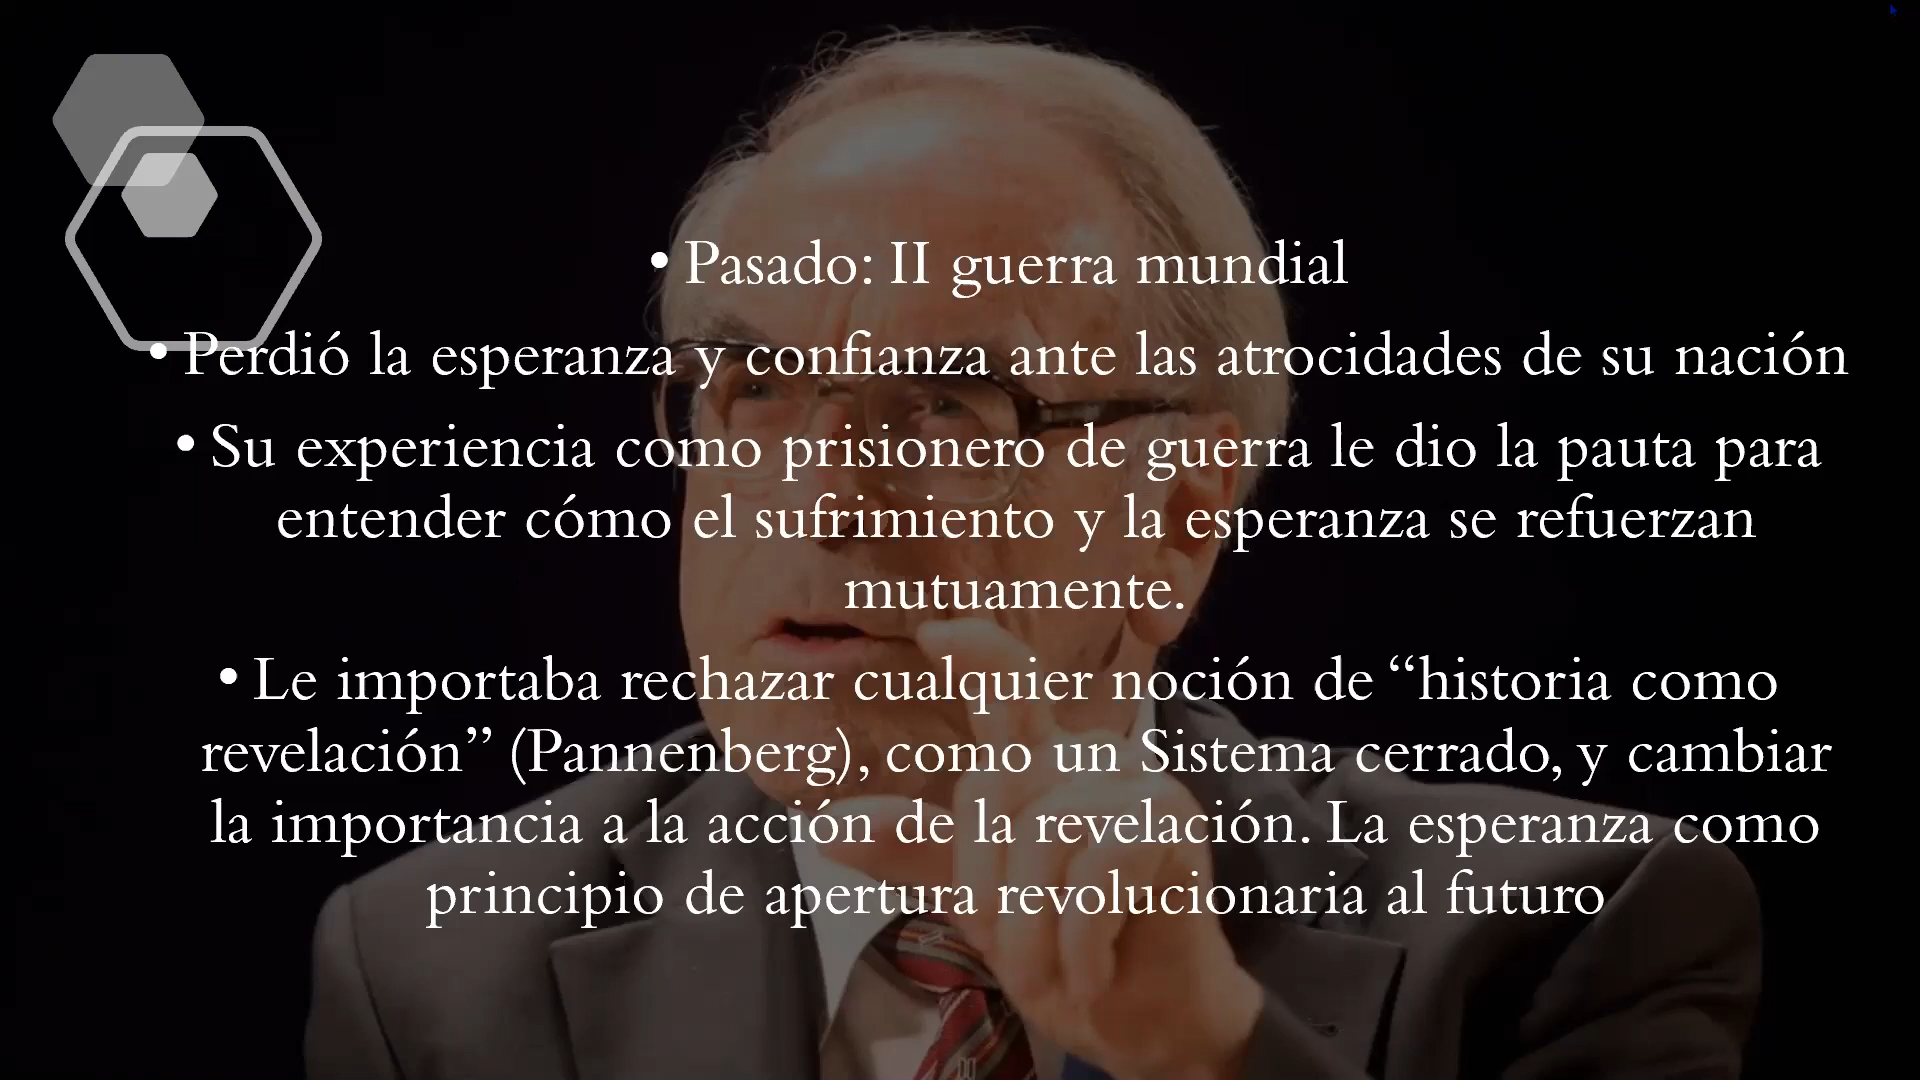 • Pasado: II guerra mundial
• Perdió la esperanza y confianza ante las atrocidades de su nación
• Su experiencia como prisionero de guerra le dio la pauta para
entender cómo el sufrimiento y la esperanza se refuerzan
mutuamente.
• Le importaba rechazar cualquier noción de “historia como
revelación” (Pannenberg), como un Sistema cerrado, y cambiar
la importancia a la acción de la revelación. La esperanza como
principio de apertura revolucionaria al futuro